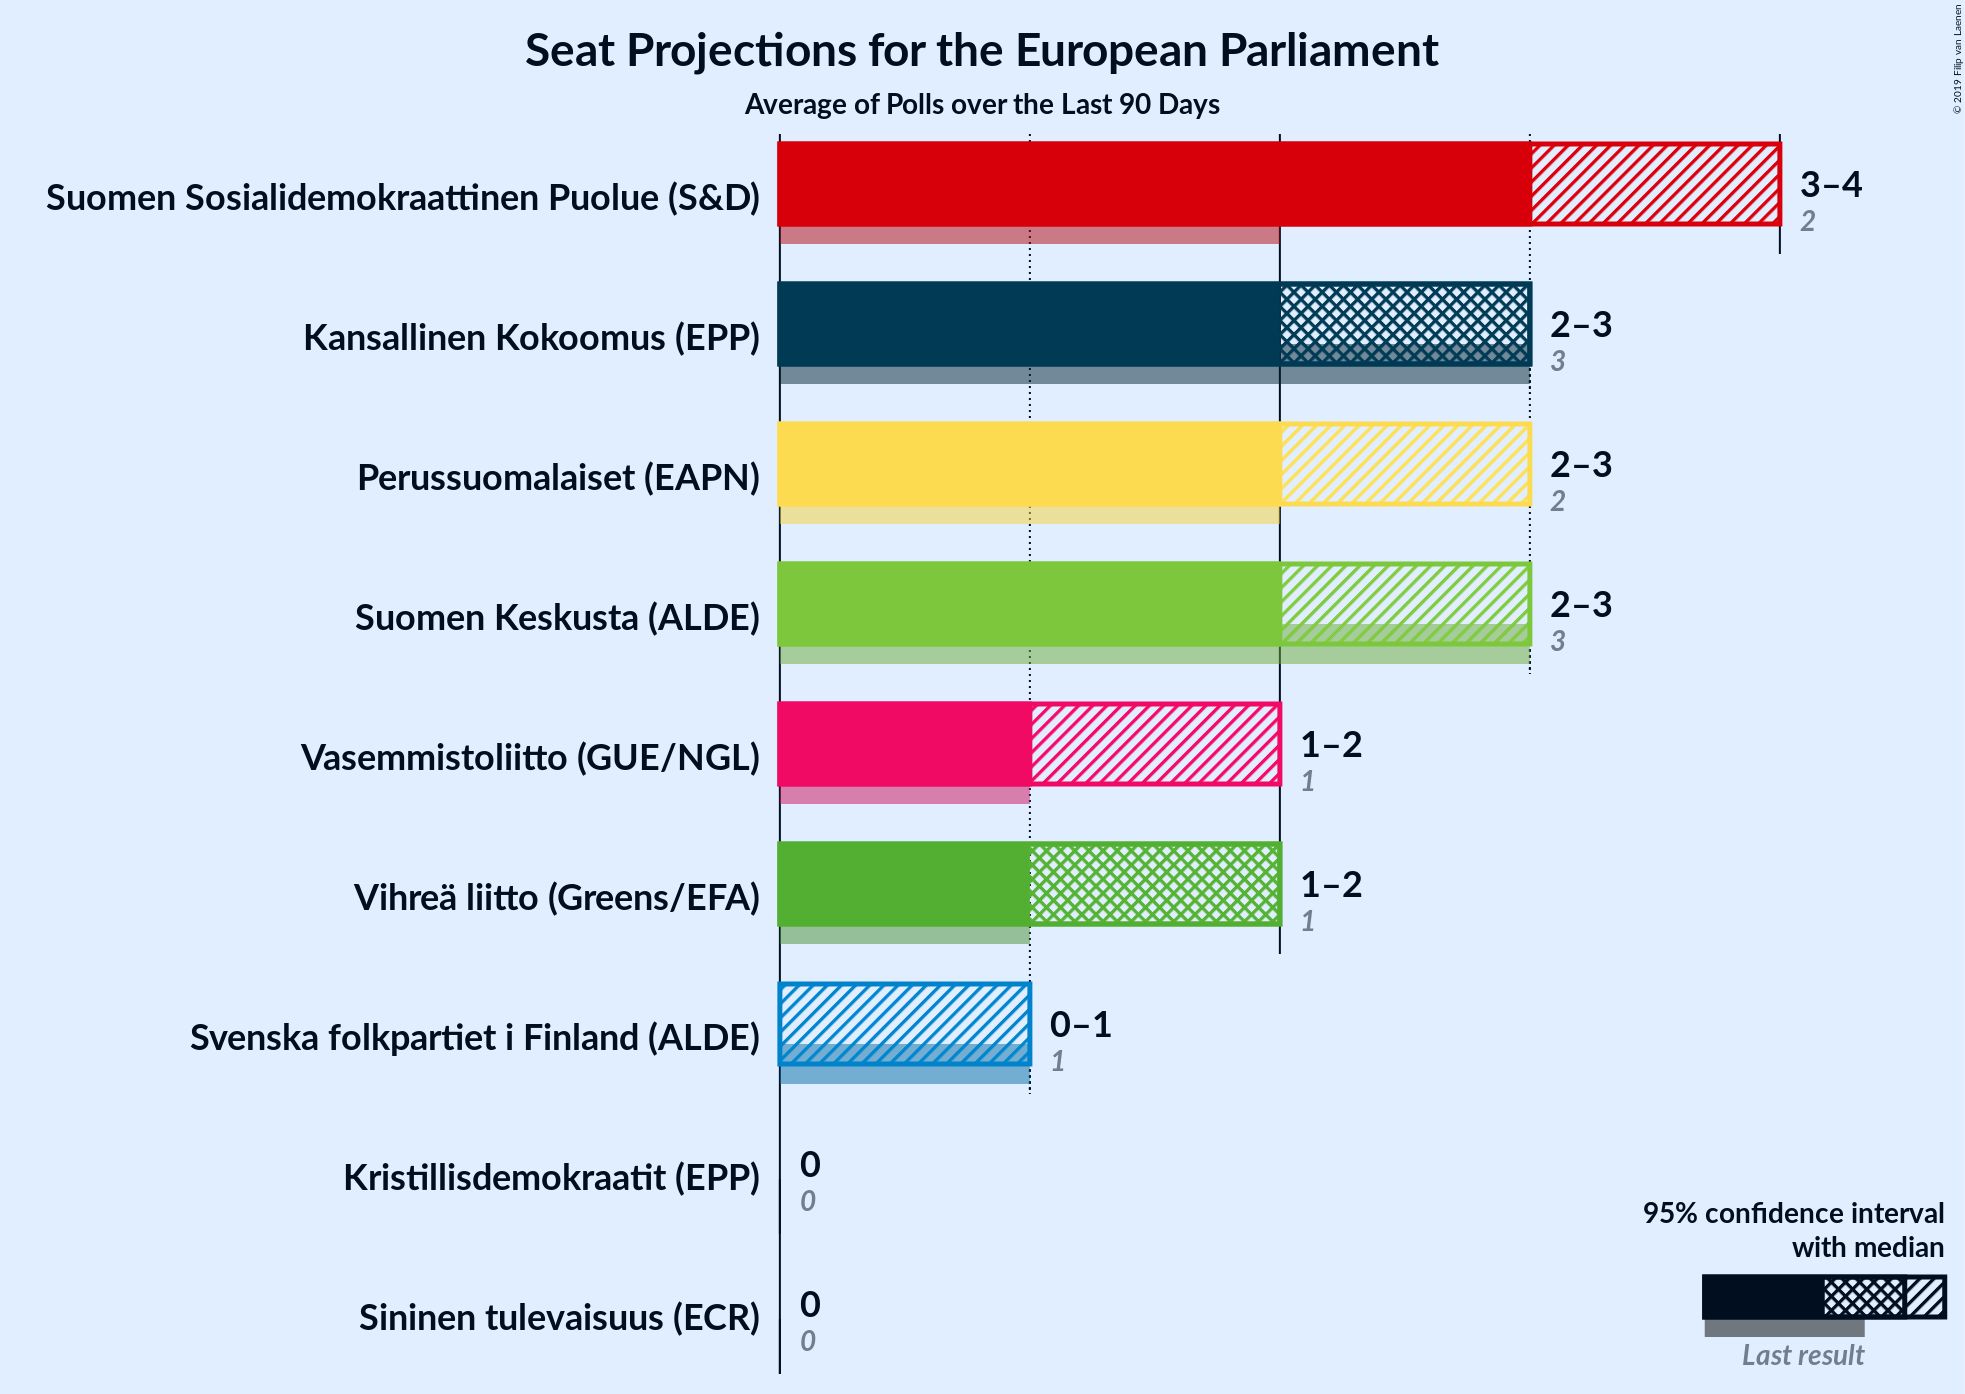 Seat Projections for the European Parliament
Average of Polls over the Last 90 Days
© 2019 Filip van Laenen
Suomen Sosialidemokraattinen Puolue (S&D)
3–4
2
Kansallinen Kokoomus (EPP)
2–3
3
Perussuomalaiset (EAPN)
2–3
2
Suomen Keskusta (ALDE)
2–3
3
Vasemmistoliitto (GUE/NGL)
1–2
1
Vihreä liitto (Greens/EFA)
1–2
1
Svenska folkpartiet i Finland (ALDE)
0–1
1
Kristillisdemokraatit (EPP)
0
0
Sininen tulevaisuus (ECR)
0
0
95% confidence interval
with median
Last result